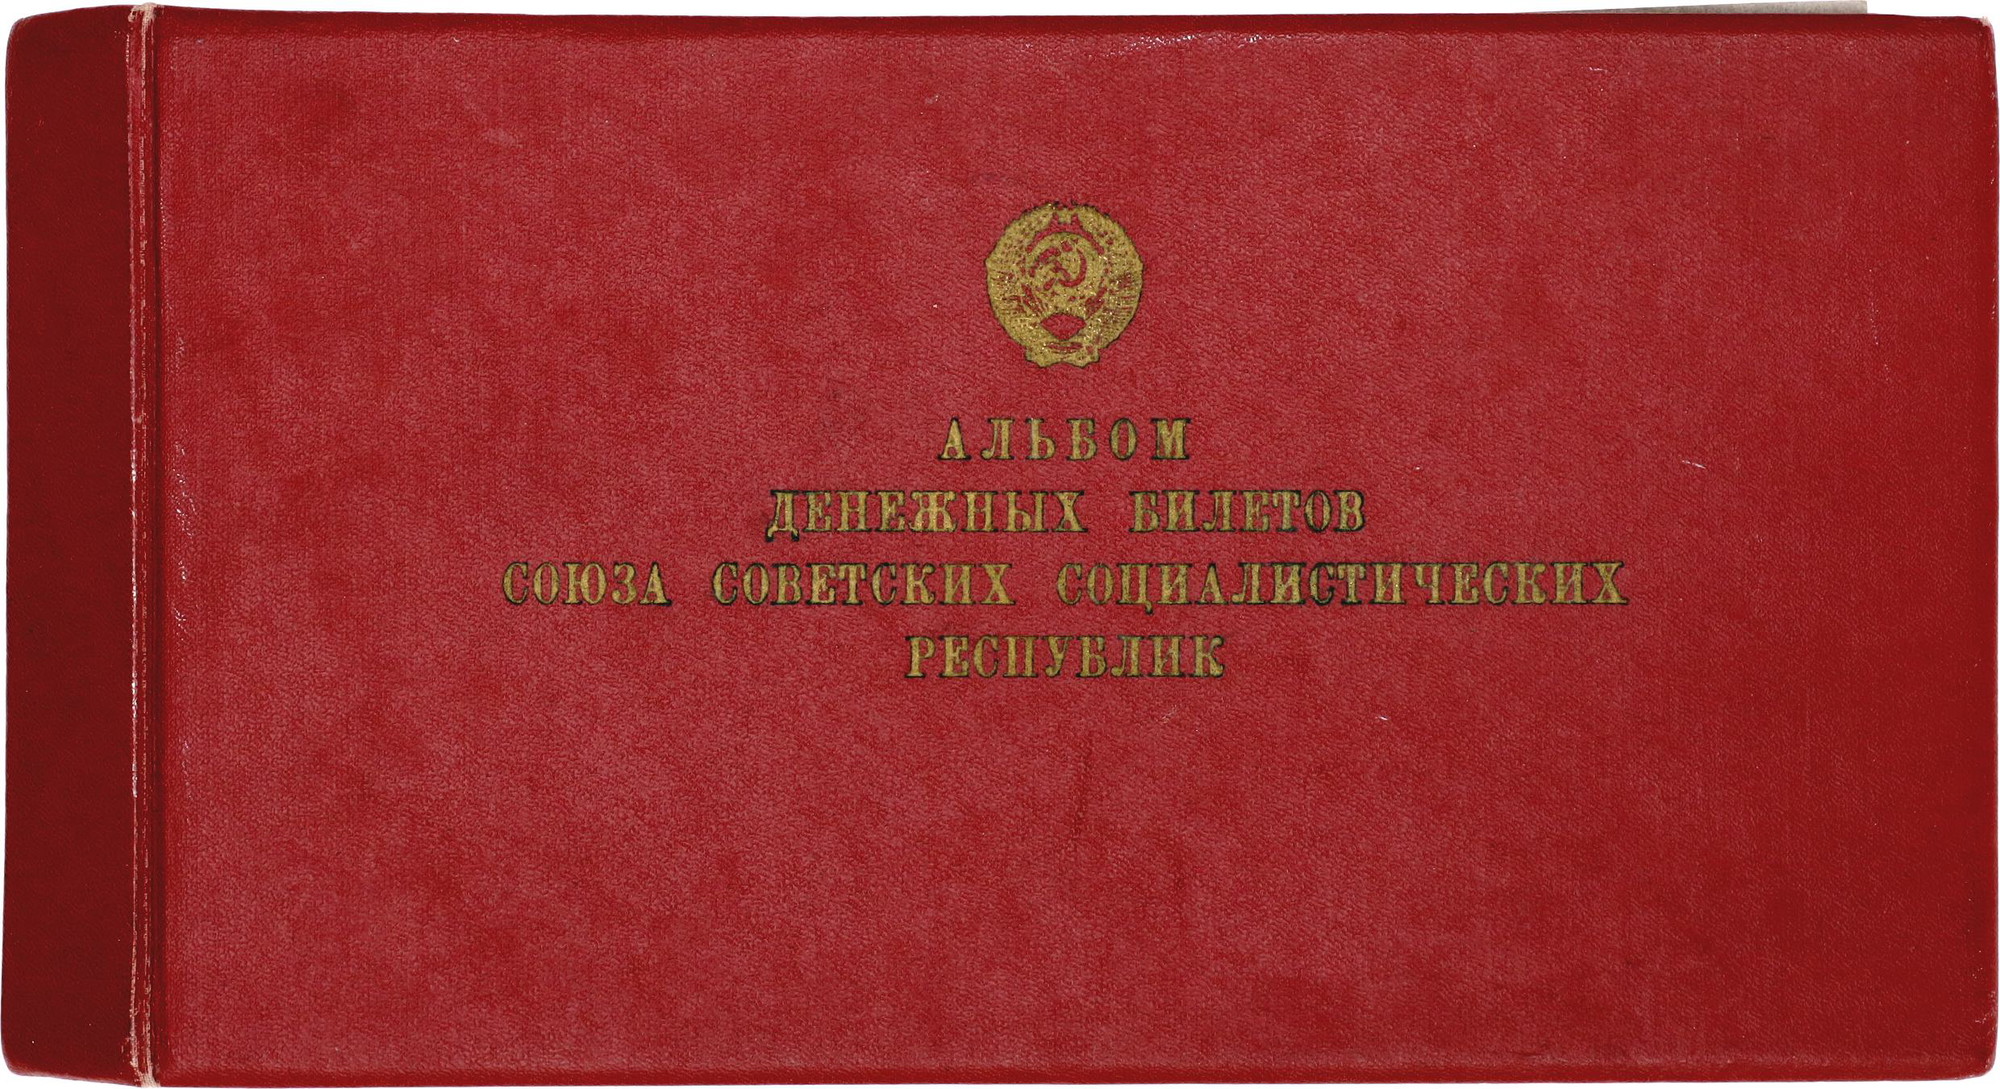 АЛЬБОМ
ДЕНЕЖНЫХ БИЛЕТОВ
СОЮЗА СОВЕТСКИХ СОЦИАЛИСТИЧЕСКИХ
РЕСПУБЛИК